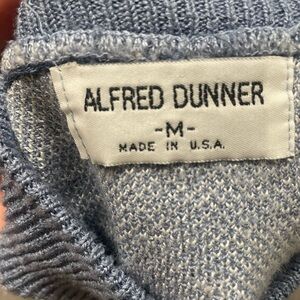 ALFRED DUNNER
-M-
MADE IN U.S.A.